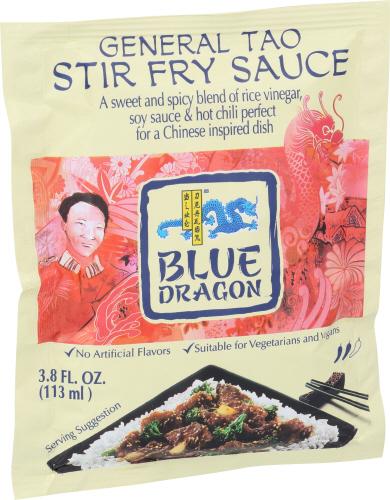 GENERAL TAO
STIR FRY SAUCE
A sweet and spicy blend of rice vinegar,
soy sauce & hot chili perfect
for a Chinese inspired dish
BLUE
DRAGON
®
BLUE
DRAGON
✓No Artificial Flavors ✓Suitable for Vegetarians and Vegans
3.8 FL. OZ.
(113 ml)
Serving Suggestion